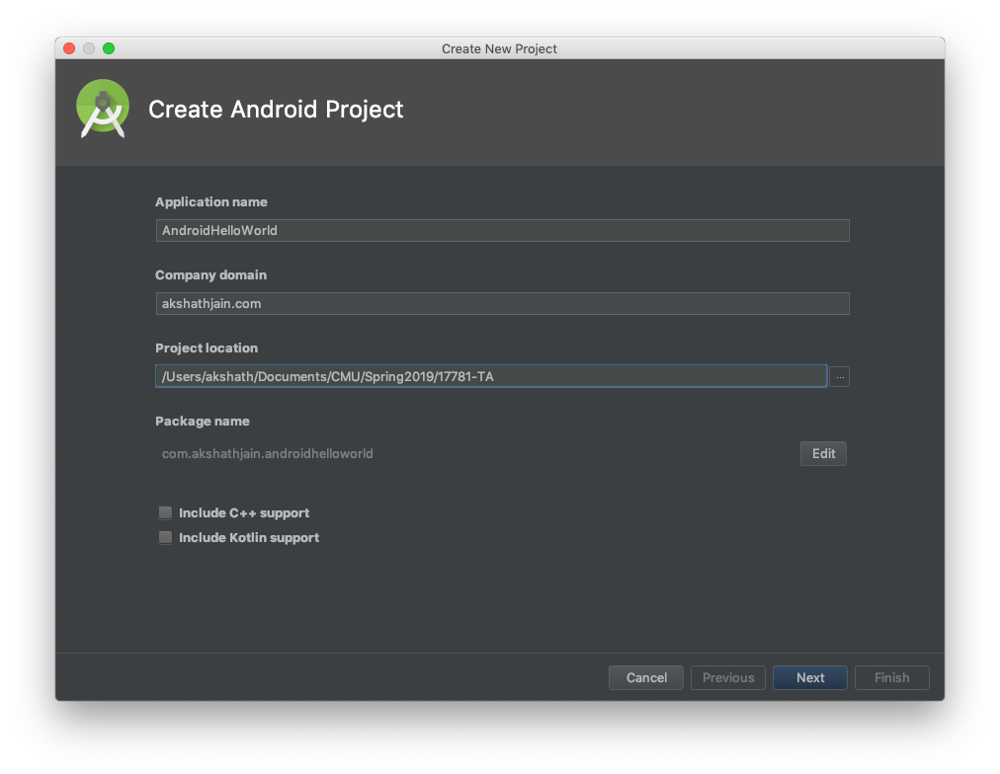 Create New Project
Create Android Project
Application name
AndroidHelloWorld
Company domain
akshathjain.com
Project location
/Users/akshath/Documents/CMU/Spring2019/17781-TA
...
Package name
com.akshathjain.androidhelloworld
Edit
Include C++ support
Include Kotlin support
Cancel Previous Next Finish